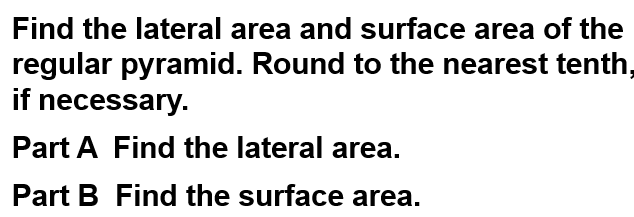 Find the lateral area and surface area of the
regular pyramid. Round to the nearest tenth,
if necessary.
Part A Find the lateral area.
Part B Find the surface area.